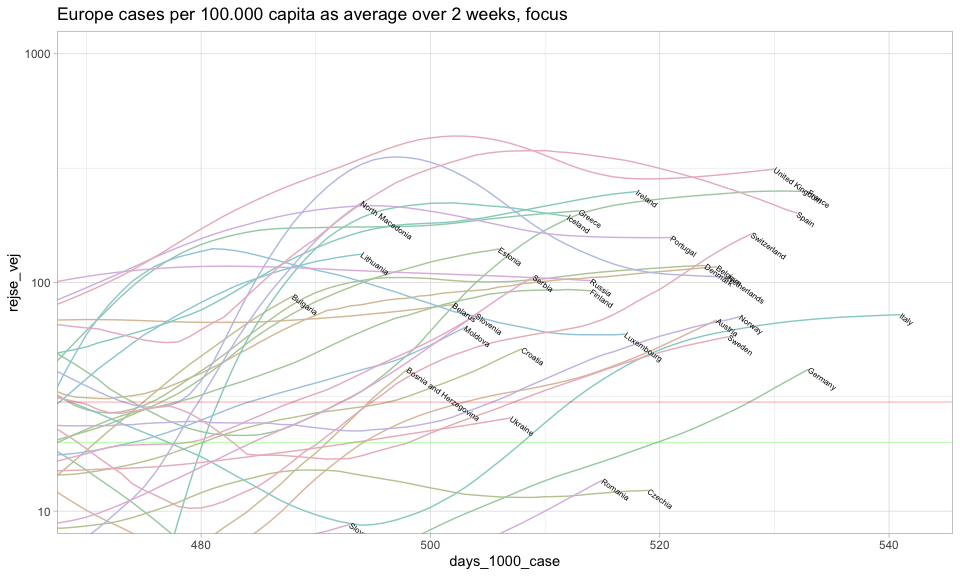 Europe cases per 100.000 capita as average over 2 weeks, focus
1000
100
10
rejse_vej
United Kingdom
France
Spain
Ireland
Greece
Iceland
North Macedonia
Portugal
Switzerland
Estonia
Lithuania
Serbia
Russia
Finland
Denmark
Netherlands
Bulgaria
Belarus
Slovenia
Moldova
Italy
Norway
Austria
Sweden
Luxembourg
Croatia
Germany
Bosnia and Herzegovina
Ukraine
Romania
Czechia
480
500
520
540
days_1000_case